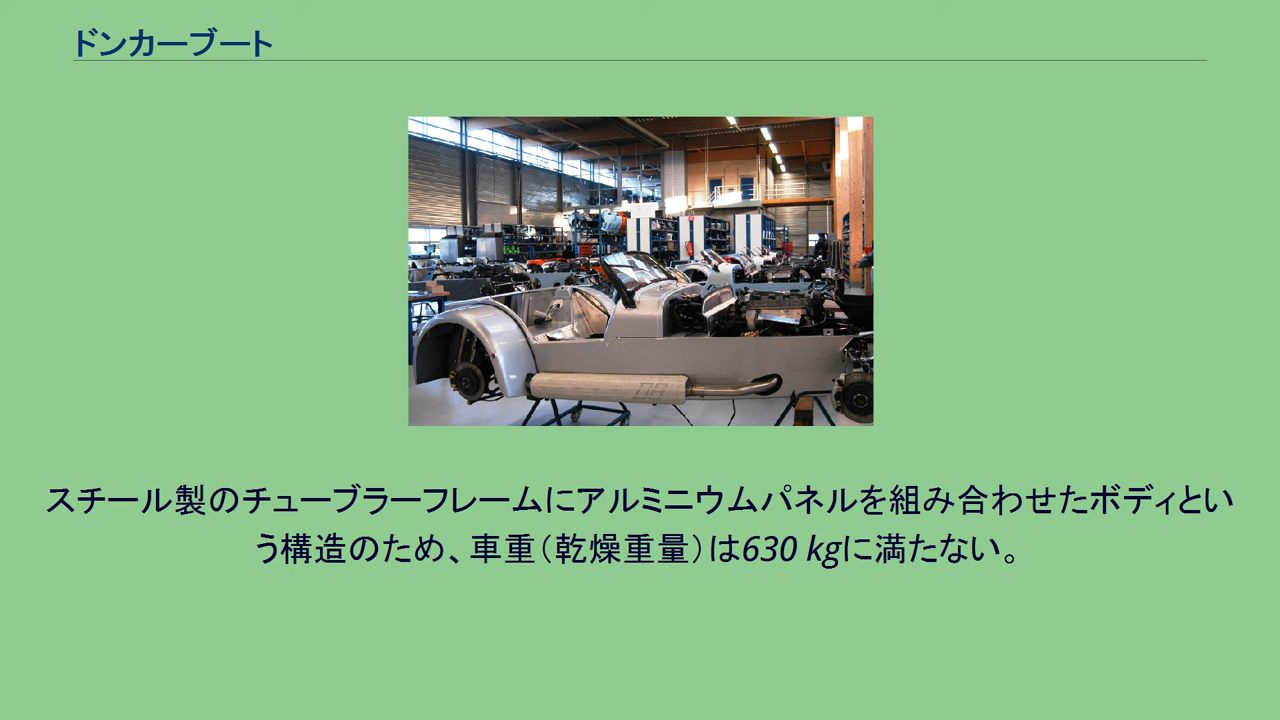 ドンカーブート
スチール製のチューブラーフレームにアルミニウムパネルを組み合わせたボディとい
う構造のため、車重（乾燥重量）は630 kgに満たない。